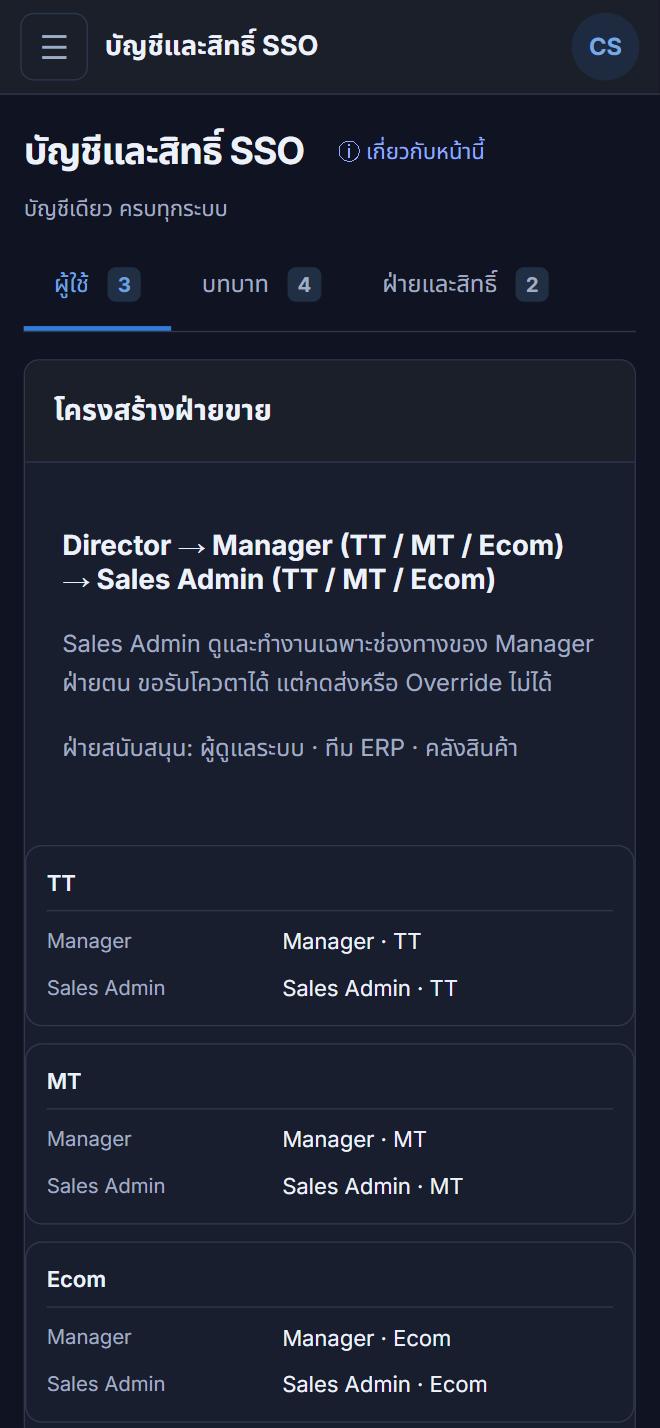 ☰ บัญชีและสิทธิ์ SSO CS
บัญชีและสิทธิ์ SSO ⓘ เกี่ยวกับหน้านี้
บัญชีเดียว ครบทุกระบบ
ผู้ใช้ 3 บทบาท 4 ฝ่ายและสิทธิ์ 2
โครงสร้างฝ่ายขาย
Director → Manager (TT / MT / Ecom)
→ Sales Admin (TT / MT / Ecom)
Sales Admin ดูและทำงานเฉพาะช่องทางของ Manager
ฝ่ายตน ขอรับโควตาได้ แต่กดส่งหรือ Override ไม่ได้
ฝ่ายสนับสนุน: ผู้ดูแลระบบ · ทีม ERP · คลังสินค้า
TT
Manager Manager · TT
Sales Admin Sales Admin · TT
MT
Manager Manager · MT
Sales Admin Sales Admin · MT
Ecom
Manager Manager · Ecom
Sales Admin Sales Admin · Ecom